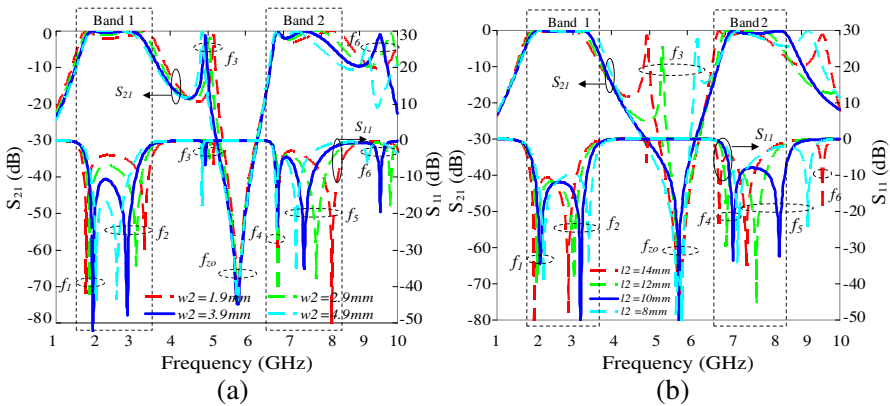 Band 1
Band 2
0
-10
-20
-30
-40
-50
-60
-70
-80
S21 (dB)
30
20
10
0
-10
-20
-30
-40
-50
S11 (dB)
S21
S11
f1
f2
f3
f3
f4
f5
f6
f6
fzo
w2=1.9mm
w2=2.9mm
w2=3.9mm
w2=4.9mm
1 2 3 4 5 6 7 8 9 10
Frequency (GHz)
(a)
Band 1
Band2
0
-10
-20
-30
-40
-50
-60
-70
-80
S21 (dB)
30
20
10
0
-10
-20
-30
-40
-50
S11 (dB)
S21
S11
f1
f2
f3
f4
f5
f6
fzo
l2=14mm
l2=12mm
l2=10mm
l2=8mm
1 2 3 4 5 6 7 8 9 10
Frequency (GHz)
(b)